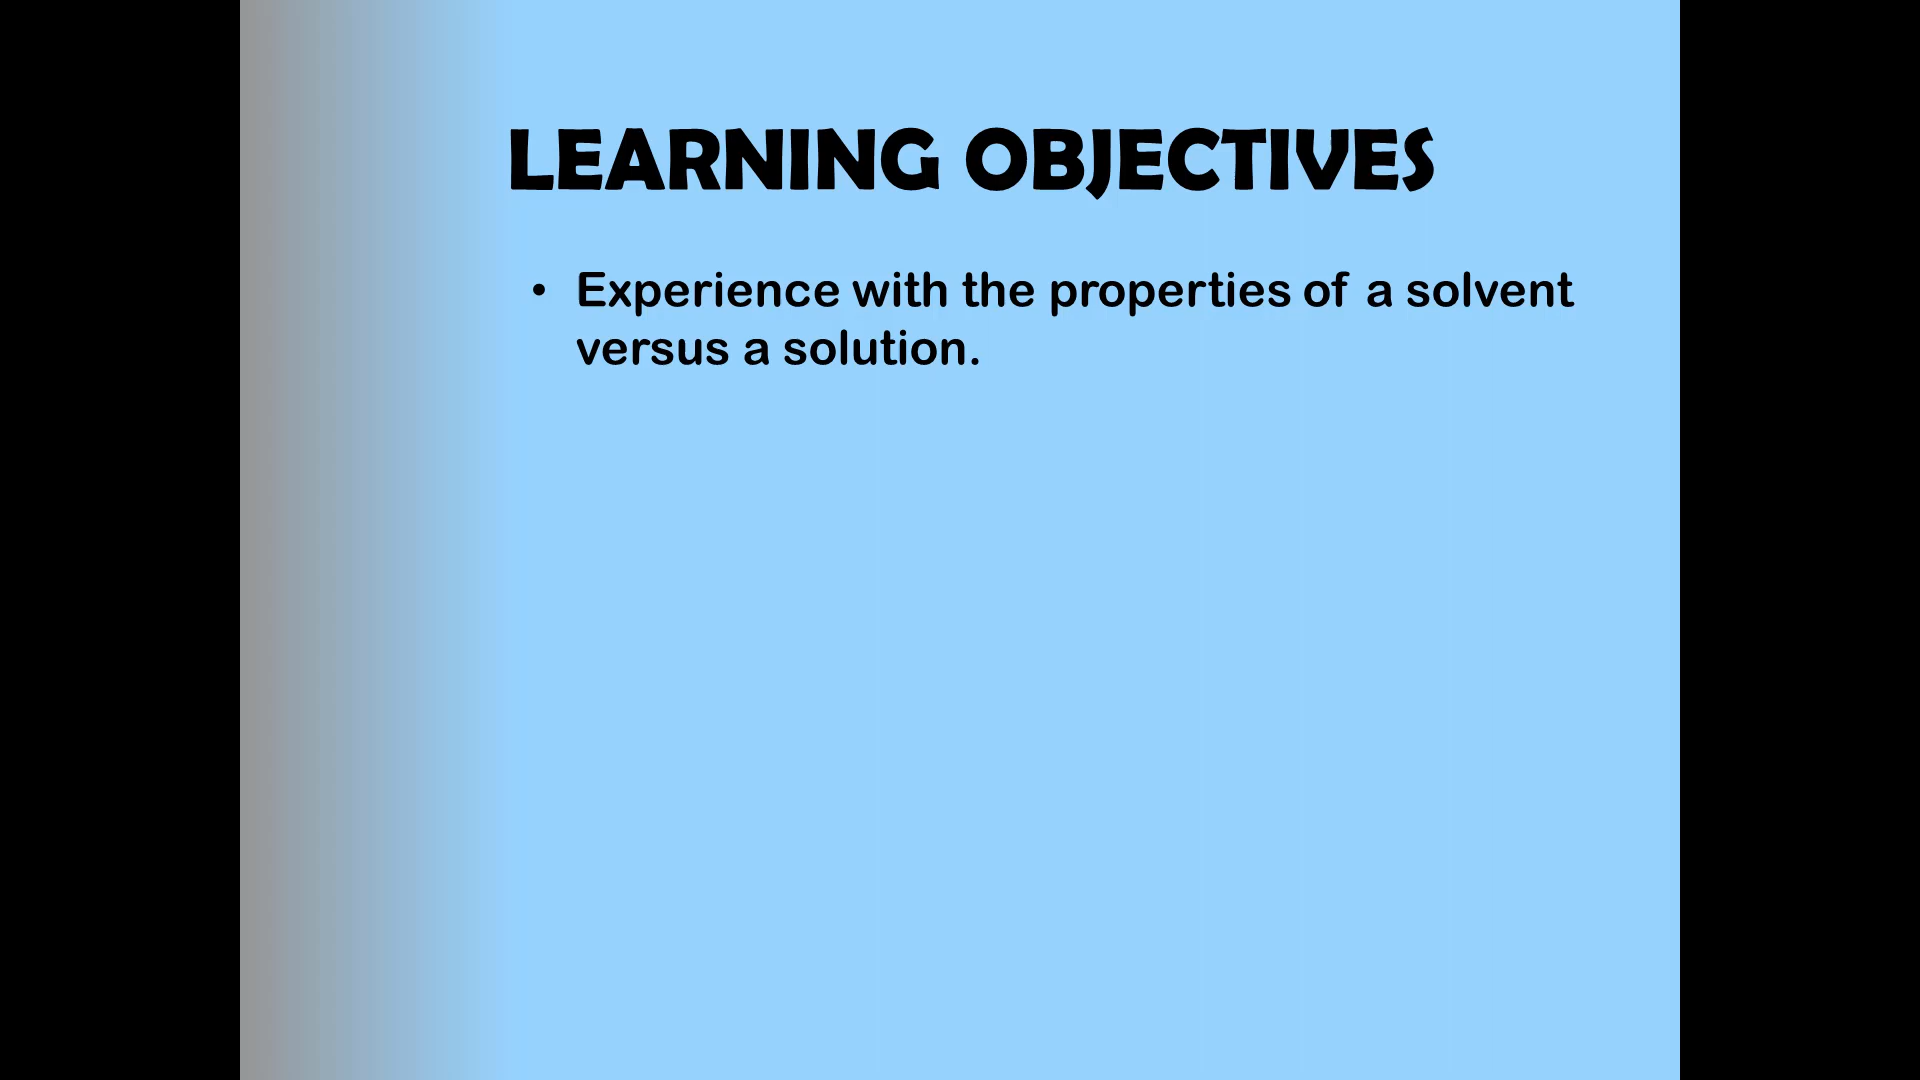 LEARNING OBJECTIVES
• Experience with the properties of a solvent
versus a solution.